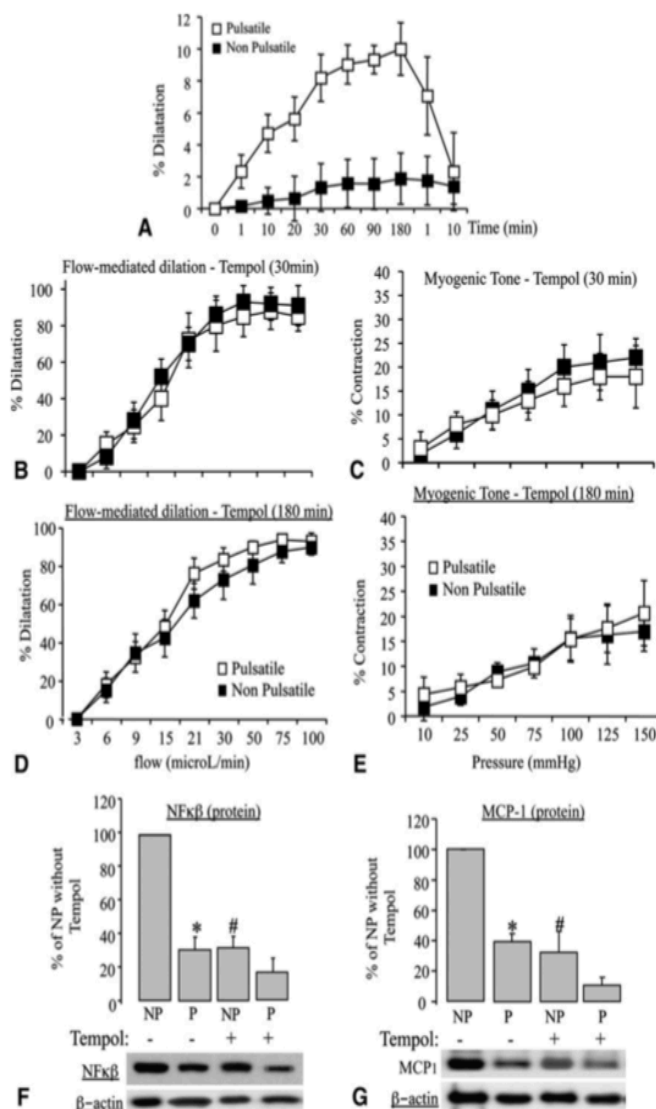 Pulsatile
Non Pulsatile
12
10
8
6
4
2
0
% Dilatation
A
0 1 10 20 30 60 90 180 1 10 Time (min)
Flow-mediated dilation - Tempol (30min)
100
80
60
40
20
0
% Dilatation
B
Myogenic Tone - Tempol (30 min)
40
35
30
25
20
15
10
5
0
% Contraction
C
Flow-mediated dilation - Tempol (180 min)
100
80
60
40
20
0
% Dilatation
Pulsatile
Non Pulsatile
3 6 9 15 21 30 50 75 100
D
flow (microL/min)
Myogenic Tone - Tempol (180 min)
40
35
30
25
20
15
10
5
0
% Contraction
Pulsatile
Non Pulsatile
10 25 50 75 100 125 150
E
Pressure (mmHg)
NFκβ (protein)
120
100
80
60
40
20
0
% of NP without
Tempol
* #
NP P NP P
Tempol: - - + +
NFκβ
β-actin
F
MCP-1 (protein)
120
100
80
60
40
20
0
% of NP without
Tempol
* #
NP P NP P
- - + +
MCP1
β-actin
G